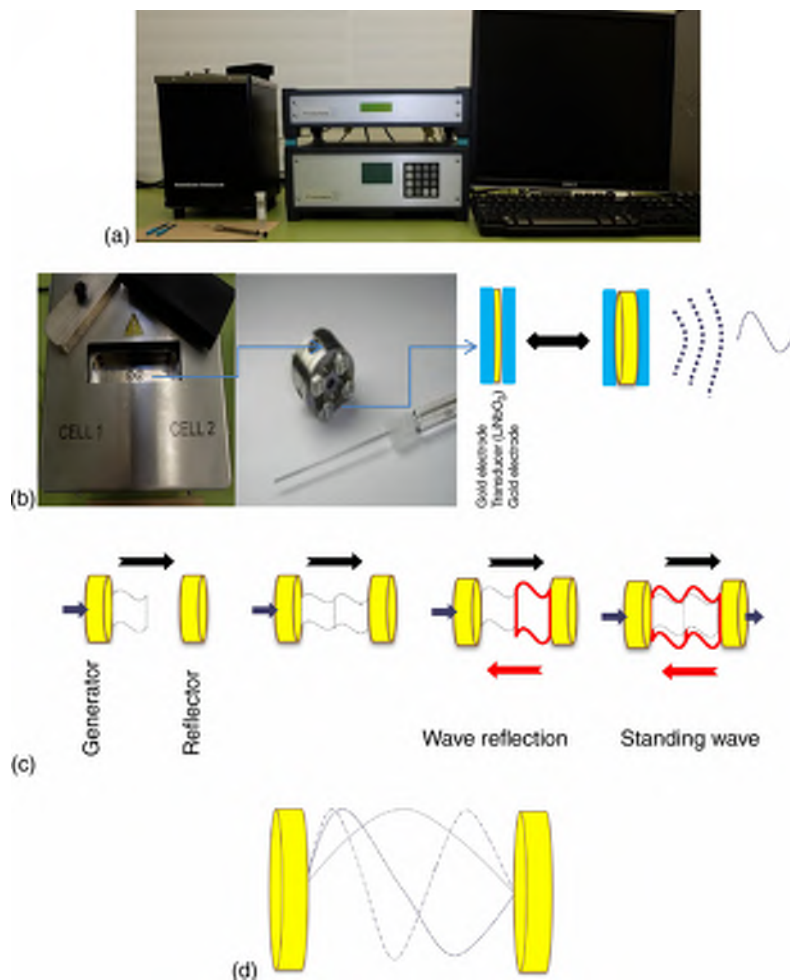 (a)
CELL 1
CELL 2
(b)
Gold electrode
Transducer (LiNbO3)
Gold electrode
Generator
Reflector
Wave reflection
Standing wave
(c)
(d)